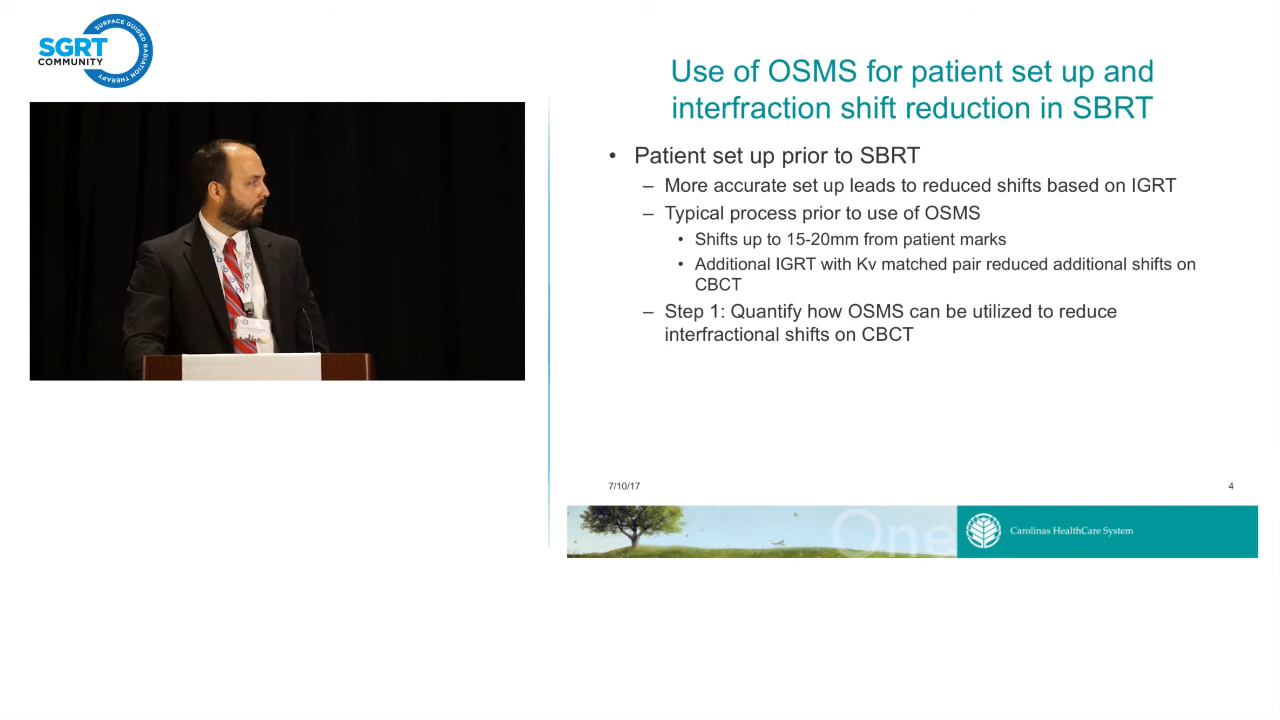 SURFACE GUIDED RADIATION THERAPY
SGRT
COMMUNITY
Use of OSMS for patient set up and
interfraction shift reduction in SBRT
• Patient set up prior to SBRT
– More accurate set up leads to reduced shifts based on IGRT
– Typical process prior to use of OSMS
• Shifts up to 15-20mm from patient marks
• Additional IGRT with Kv matched pair reduced additional shifts on
CBCT
– Step 1: Quantify how OSMS can be utilized to reduce
interfractional shifts on CBCT
7/10/17
4
One
Carolinas HealthCare System